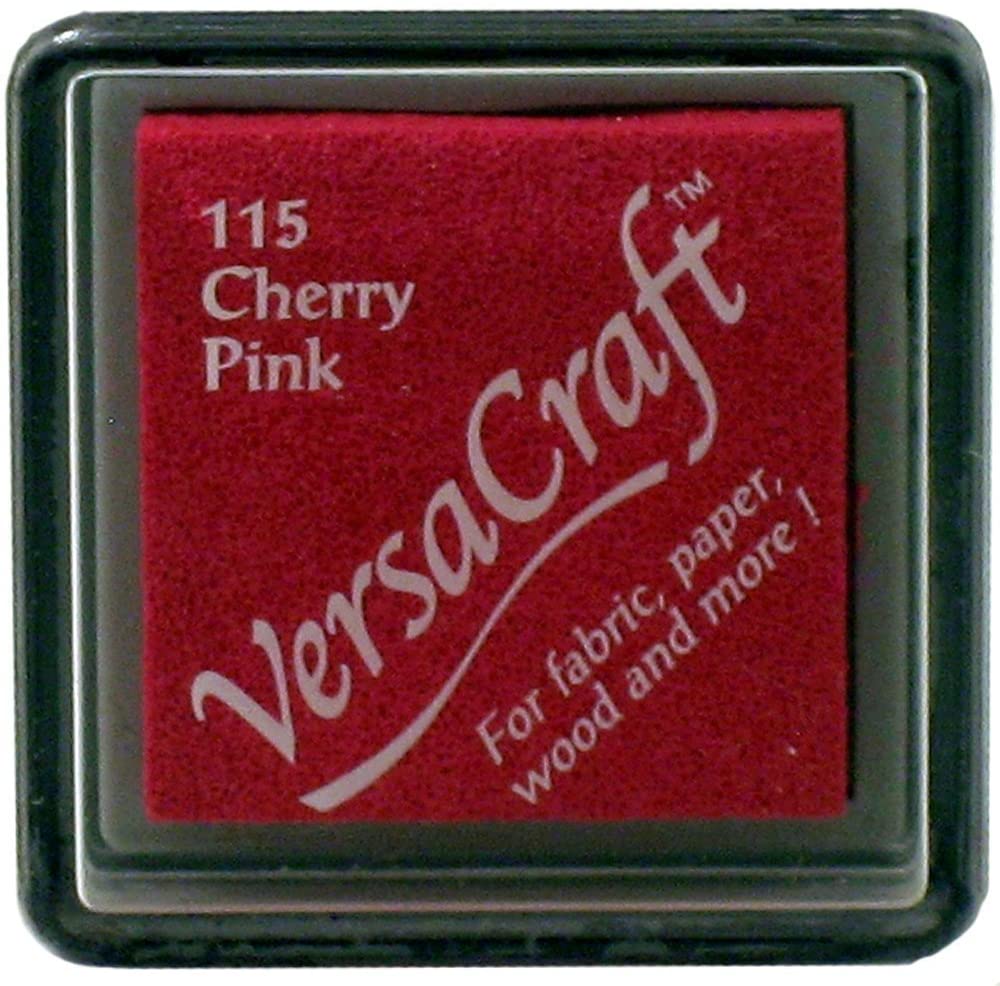 115
Cherry
Pink
VersaCraft™
For fabric, paper,
wood and more !